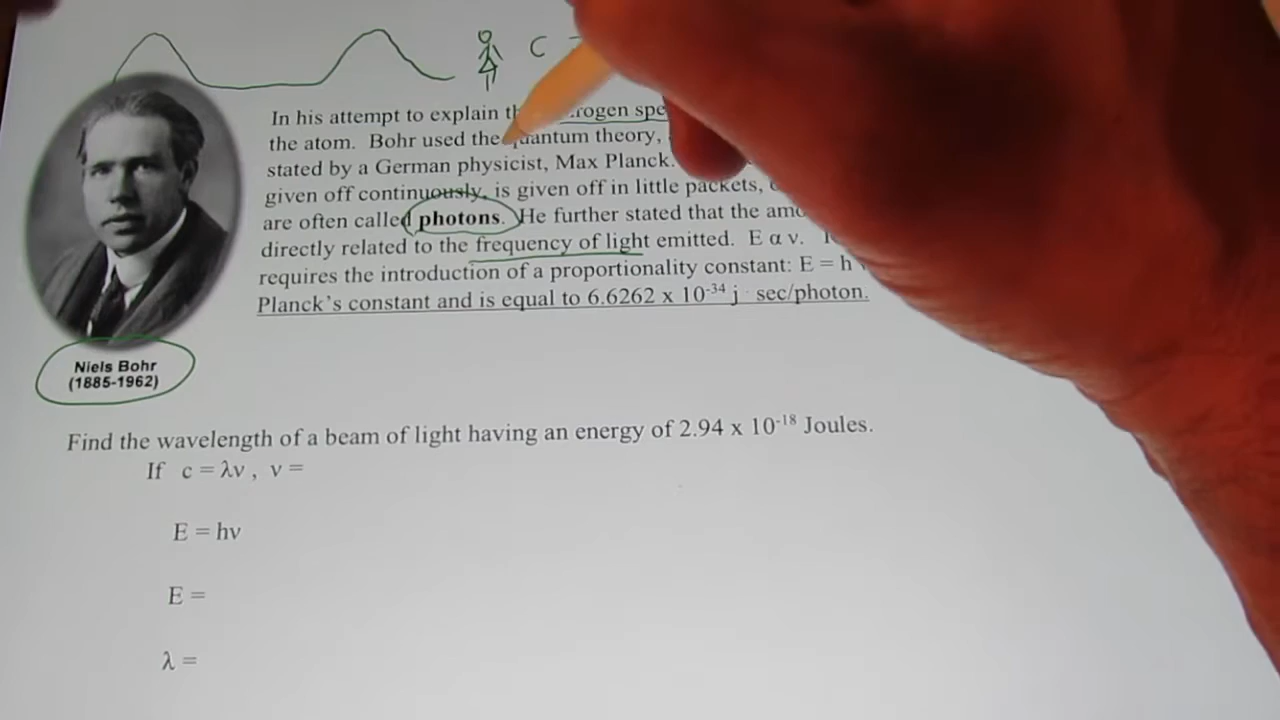 C
In his attempt to explain
the atom. Bohr used the quantum theory,
stated by a German physicist, Max Planck.
given off continuously, is given off in little packets,
are often called photons. He further stated that the
directly related to the frequency of light emitted. E α ν.
requires the introduction of a proportionality constant: E = h
Planck's constant and is equal to 6.6262 x 10⁻³⁴ j · sec/photon.
Niels Bohr
(1885-1962)
Find the wavelength of a beam of light having an energy of 2.94 x 10⁻¹⁸ Joules.
If c = λν , ν =
E = hν
E =
λ =